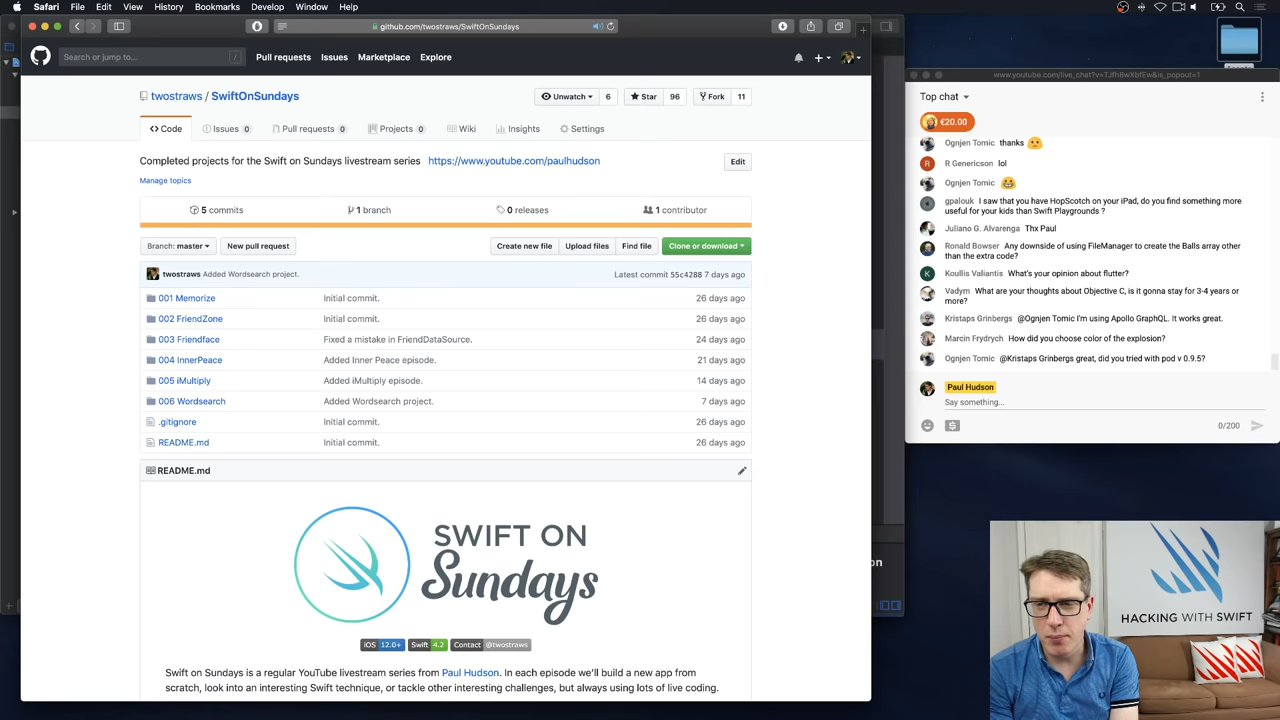 Safari File Edit View History Bookmarks Develop Window Help
github.com/twostraws/SwiftOnSundays
Search or jump to... / Pull requests Issues Marketplace Explore
twostraws / SwiftOnSundays
Unwatch 6 Star 96 Fork 11
Code Issues 0 Pull requests 0 Projects 0 Wiki Insights Settings
Completed projects for the Swift on Sundays livestream series https://www.youtube.com/paulhudson Edit
Manage topics
5 commits 1 branch 0 releases 1 contributor
Branch: master New pull request Create new file Upload files Find file Clone or download
twostraws Added Wordsearch project. Latest commit 55c4288 7 days ago
001 Memorize Initial commit. 26 days ago
002 FriendZone Initial commit. 26 days ago
003 Friendface Fixed a mistake in FriendDataSource. 24 days ago
004 InnerPeace Added Inner Peace episode. 21 days ago
005 iMultiply Added iMultiply episode. 14 days ago
006 Wordsearch Added Wordsearch project. 7 days ago
.gitignore Initial commit. 26 days ago
README.md Initial commit. 26 days ago
README.md
SWIFT ON
Sundays
iOS 12.0+ Swift 4.2 Contact @twostraws
Swift on Sundays is a regular YouTube livestream series from Paul Hudson. In each episode we'll build a new app from
scratch, look into an interesting Swift technique, or tackle other interesting challenges, but always using lots of live coding.
on
Top chat
€20.00
Ognjen Tomic thanks
R R Genericson lol
Ognjen Tomic
gpalouk I saw that you have HopScotch on your iPad, do you find something more
useful for your kids than Swift Playgrounds ?
Juliano G. Alvarenga Thx Paul
Ronald Bowser Any downside of using FileManager to create the Balls array other
than the extra code?
K Koullis Valiantis What's your opinion about flutter?
Vadym What are your thoughts about Objective C, is it gonna stay for 3-4 years or
more?
Kristaps Grinbergs @Ognjen Tomic I'm using Apollo GraphQL. It works great.
Marcin Frydrych How did you choose color of the explosion?
Ognjen Tomic @Kristaps Grinbergs great, did you tried with pod v 0.9.5?
Paul Hudson
Say something...
0/200
HACKING WITH SWIFT